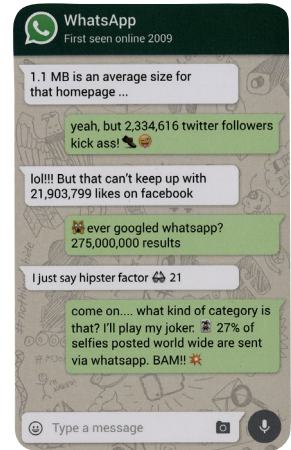 WhatsApp
First seen online 2009
1.1 MB is an average size for
that homepage ...
yeah, but 2,334,616 twitter followers
kick ass!
lol!!! But that can't keep up with
21,903,799 likes on facebook
ever googled whatsapp?
275,000,000 results
I just say hipster factor 21
come on.... what kind of category is
that? I'll play my joker. 27% of
selfies posted world wide are sent
via whatsapp. BAM!!
Type a message